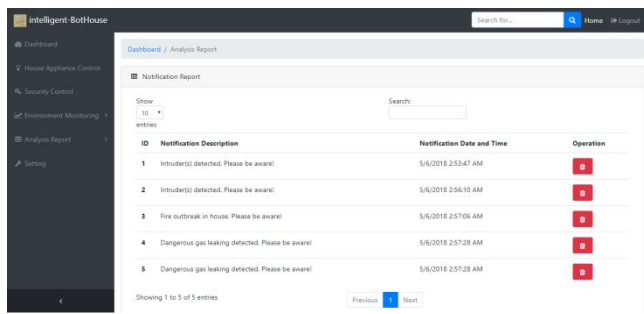 intelligent-BotHouse
Search for...
Home
Logout
Dashboard
House Appliance Control
Security Control
Environment Monitoring
Analysis Report
Setting
Dashboard / Analysis Report
Notification Report
Show
10
entries
Search:
ID Notification Description Notification Date and Time Operation
1 Intruder(s) detected. Please be aware! 5/6/2018 2:53:47 AM
2 Intruder(s) detected. Please be aware! 5/6/2018 2:56:10 AM
3 Fire outbreak in house. Please be aware! 5/6/2018 2:57:06 AM
4 Dangerous gas leaking detected. Please be aware! 5/6/2018 2:57:28 AM
5 Dangerous gas leaking detected. Please be aware! 5/6/2018 2:57:28 AM
Showing 1 to 5 of 5 entries
Previous 1 Next